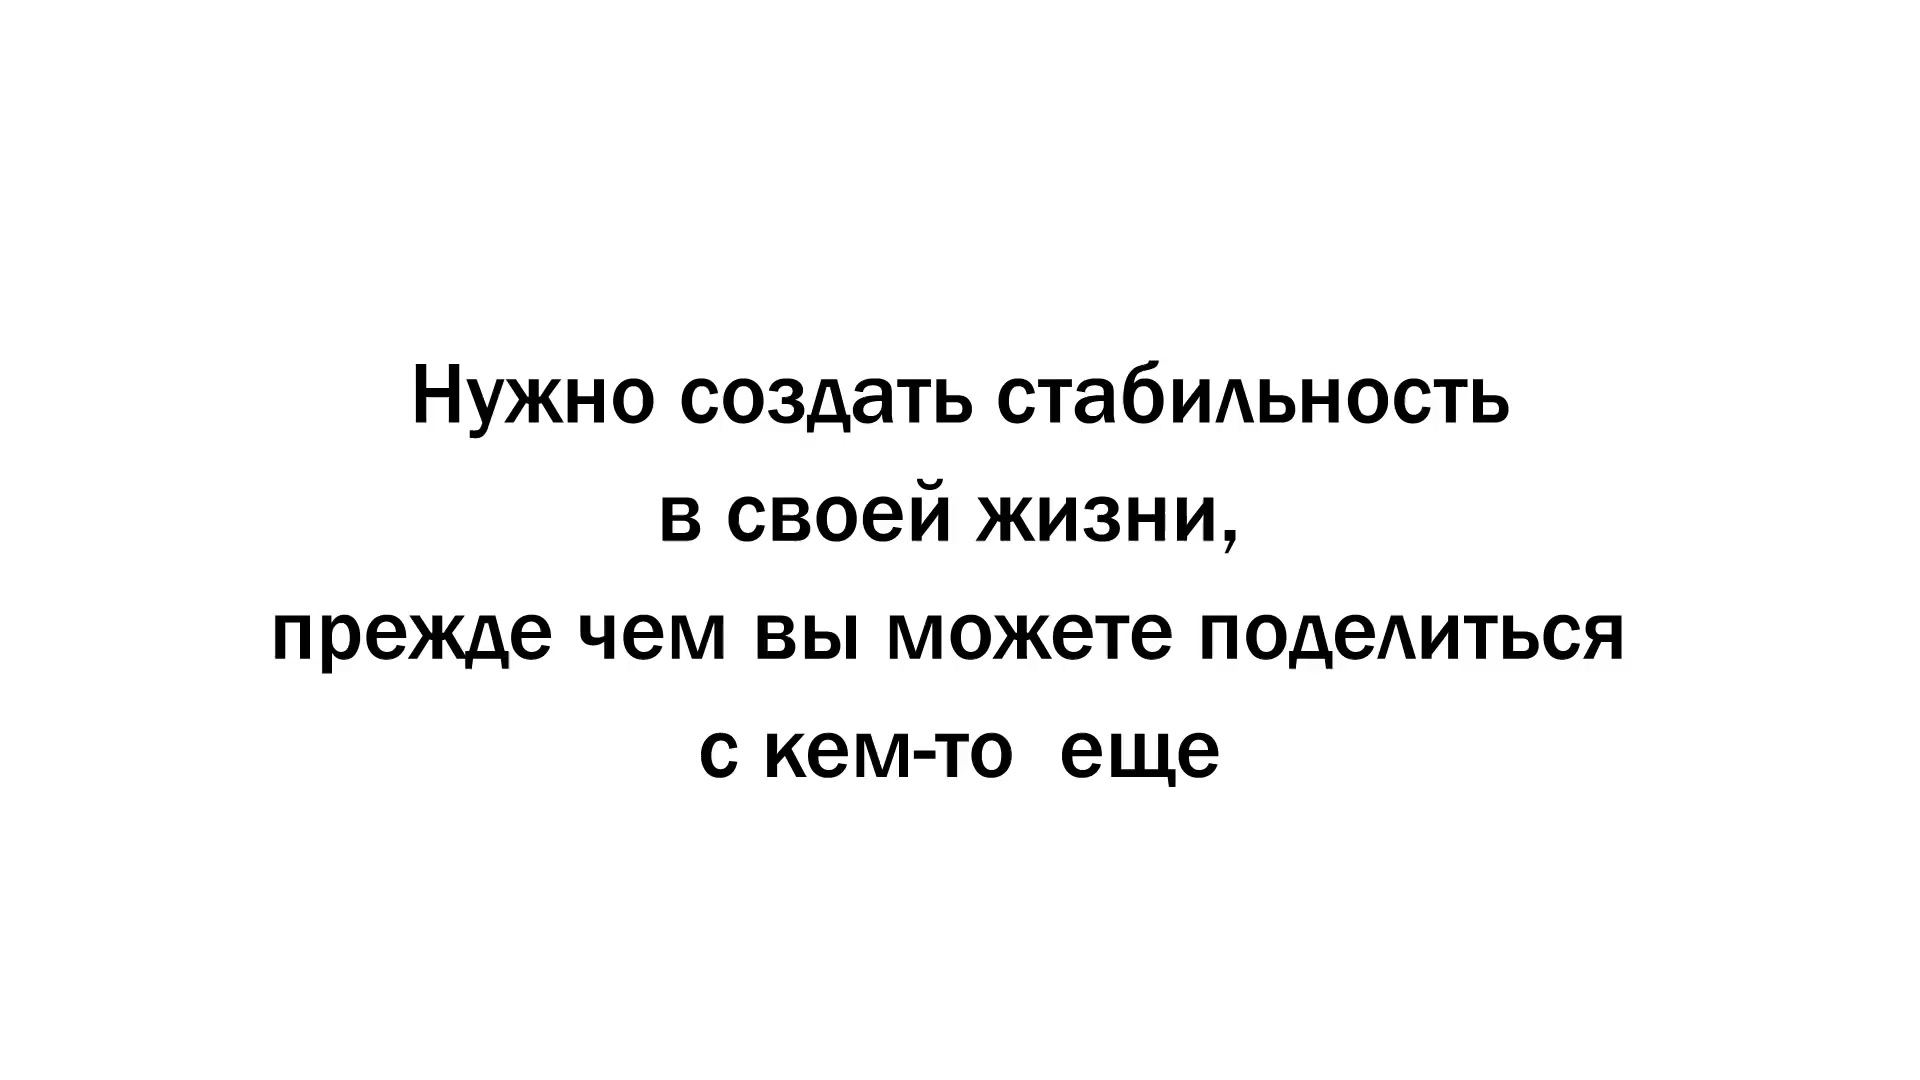 Нужно создать стабильность
в своей жизни,
прежде чем вы можете поделиться
с кем-то  еще